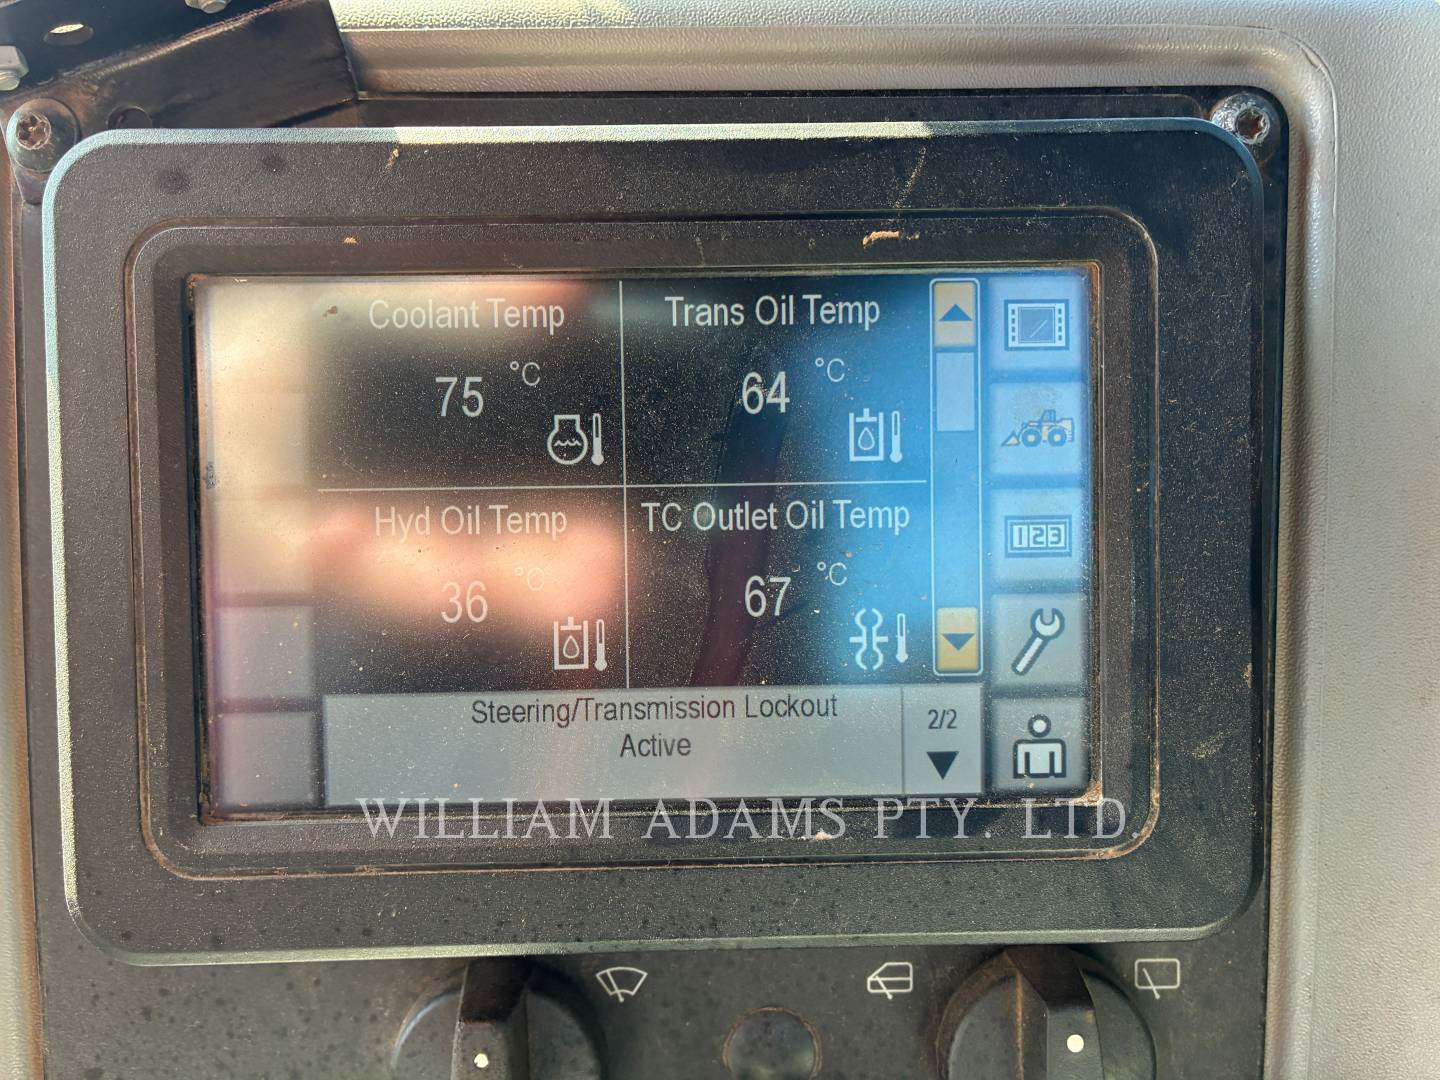 Coolant Temp
75 °C
Trans Oil Temp
64 °C
Hyd Oil Temp
36 °C
TC Outlet Oil Temp
67 °C
123
Steering/Transmission Lockout
Active
2/2
WILLIAM ADAMS PTY. LTD.